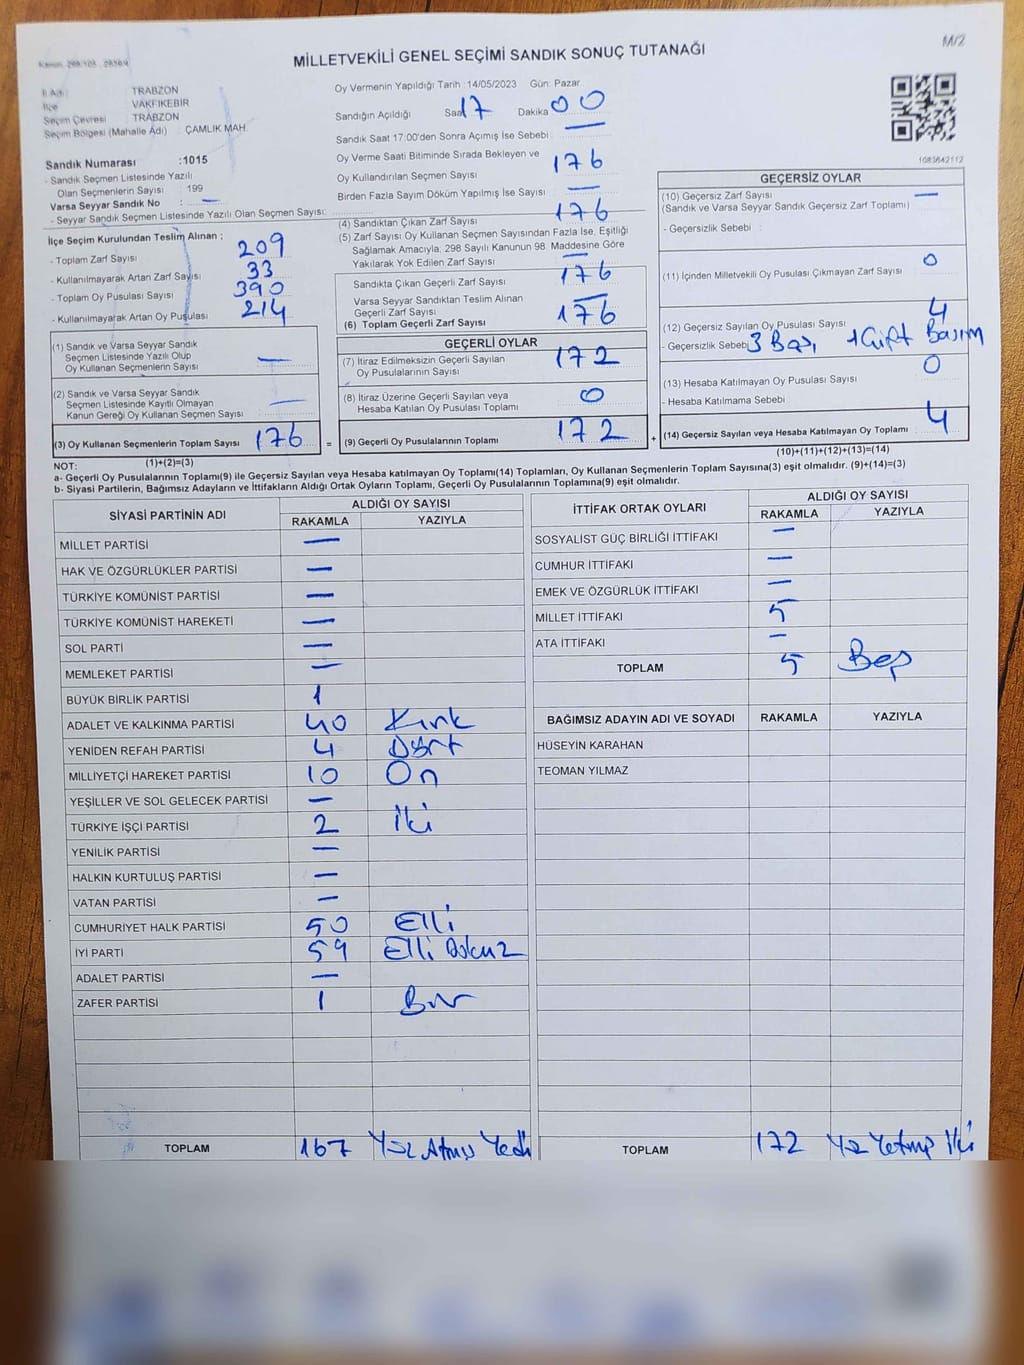 MİLLETVEKİLİ GENEL SEÇİMİ SANDIK SONUÇ TUTANAĞI
M/2
İl Adı : TRABZON
İlçe : VAKFIKEBİR
Seçim Çevresi : TRABZON
Seçim Bölgesi (Mahalle Adı) : ÇAMLIK MAH.
Sandık Numarası :1015
- Sandık Seçmen Listesinde Yazılı
Olan Seçmenlerin Sayısı : 199
Varsa Seyyar Sandık No : —
- Seyyar Sandık Seçmen Listesinde Yazılı Olan Seçmen Sayısı:
İlçe Seçim Kurulundan Teslim Alınan ;
- Toplam Zarf Sayısı 209
- Kullanılmayarak Artan Zarf Sayısı 33
- Toplam Oy Pusulası Sayısı 390
- Kullanılmayarak Artan Oy Pusulası 214
(1) Sandık ve Varsa Seyyar Sandık
Seçmen Listesinde Yazılı Olup
Oy Kullanan Seçmenlerin Sayısı —
(2) Sandık ve Varsa Seyyar Sandık
Seçmen Listesinde Kayıtlı Olmayan
Kanun Gereği Oy Kullanan Seçmen Sayısı —
(3) Oy Kullanan Seçmenlerin Toplam Sayısı 176
(1)+(2)=(3)
Oy Vermenin Yapıldığı Tarih :14/05/2023 Gün: Pazar
Sandığın Açıldığı Saat 17 Dakika 00
Sandık Saat 17:00'den Sonra Açımış İse Sebebi : —
Oy Verme Saati Bitiminde Sırada Bekleyen ve
Oy Kullandırılan Seçmen Sayısı 176
Birden Fazla Sayım Döküm Yapılmış İse Sayısı —
(4) Sandıktan Çıkan Zarf Sayısı 176
(5) Zarf Sayısı Oy Kullanan Seçmen Sayısından Fazla İse, Eşitliği
Sağlamak Amacıyla, 298 Sayılı Kanunun 98 Maddesine Göre
Yakılarak Yok Edilen Zarf Sayısı —
Sandıkta Çıkan Geçerli Zarf Sayısı 176
Varsa Seyyar Sandıktan Teslim Alınan
Geçerli Zarf Sayısı —
(6) Toplam Geçerli Zarf Sayısı 176
GEÇERLİ OYLAR
(7) İtiraz Edilmeksizin Geçerli Sayılan
Oy Pusulalarının Sayısı 172
(8) İtiraz Üzerine Geçerli Sayılan veya
Hesaba Katılan Oy Pusulası Toplamı 0
= (9) Geçerli Oy Pusulalarının Toplamı 172
1083642112
GEÇERSİZ OYLAR
(10) Geçersiz Zarf Sayısı —
(Sandık ve Varsa Seyyar Sandık Geçersiz Zarf Toplamı)
- Geçersizlik Sebebi :
(11) İçinden Milletvekili Oy Pusulası Çıkmayan Zarf Sayısı 0
(12) Geçersiz Sayılan Oy Pusulası Sayısı 4
- Geçersizlik Sebebi 3 Boş 1 Çift Basım
(13) Hesaba Katılmayan Oy Pusulası Sayısı 0
- Hesaba Katılmama Sebebi
+ (14) Geçersiz Sayılan veya Hesaba Katılmayan Oy Toplamı 4
(10)+(11)+(12)+(13)=(14)
NOT:
a- Geçerli Oy Pusulası Toplamı(9) ile Geçersiz Sayılan veya Hesaba katılmayan Oy Toplamı(14) Toplamları, Oy Kullanan Seçmenlerin Toplam Sayısına(3) eşit olmalıdır. (9)+(14)=(3)
b- Siyasi Partilerin, Bağımsız Adayların ve İttifakların Aldığı Ortak Oyların Toplamı, Geçerli Oy Pusulalarının Toplamına(9) eşit olmalıdır.
SİYASİ PARTİNİN ADI ALDIĞI OY SAYISI
RAKAMLA YAZIYLA
MİLLET PARTİSİ —
HAK VE ÖZGÜRLÜKLER PARTİSİ —
TÜRKİYE KOMÜNİST PARTİSİ —
TÜRKİYE KOMÜNİST HAREKETİ —
SOL PARTİ —
MEMLEKET PARTİSİ —
BÜYÜK BİRLİK PARTİSİ 1
ADALET VE KALKINMA PARTİSİ 40 Kırk
YENİDEN REFAH PARTİSİ 4 Dört
MİLLİYETÇİ HAREKET PARTİSİ 10 On
YEŞİLLER VE SOL GELECEK PARTİSİ —
TÜRKİYE İŞÇİ PARTİSİ 2 İki
YENİLİK PARTİSİ —
HALKIN KURTULUŞ PARTİSİ —
VATAN PARTİSİ —
CUMHURİYET HALK PARTİSİ 50 Elli
İYİ PARTİ 59 Elli Dokuz
ADALET PARTİSİ —
ZAFER PARTİSİ 1 Bir
TOPLAM 167 Yüz Atmış Yedi
İTTİFAK ORTAK OYLARI ALDIĞI OY SAYISI
RAKAMLA YAZIYLA
SOSYALİST GÜÇ BİRLİĞİ İTTİFAKI —
CUMHUR İTTİFAKI —
EMEK VE ÖZGÜRLÜK İTTİFAKI —
MİLLET İTTİFAKI 5
ATA İTTİFAKI —
TOPLAM 5 Beş
BAĞIMSIZ ADAYIN ADI VE SOYADI RAKAMLA YAZIYLA
HÜSEYİN KARAHAN
TEOMAN YILMAZ
TOPLAM 172 Yüz Yetmiş İki